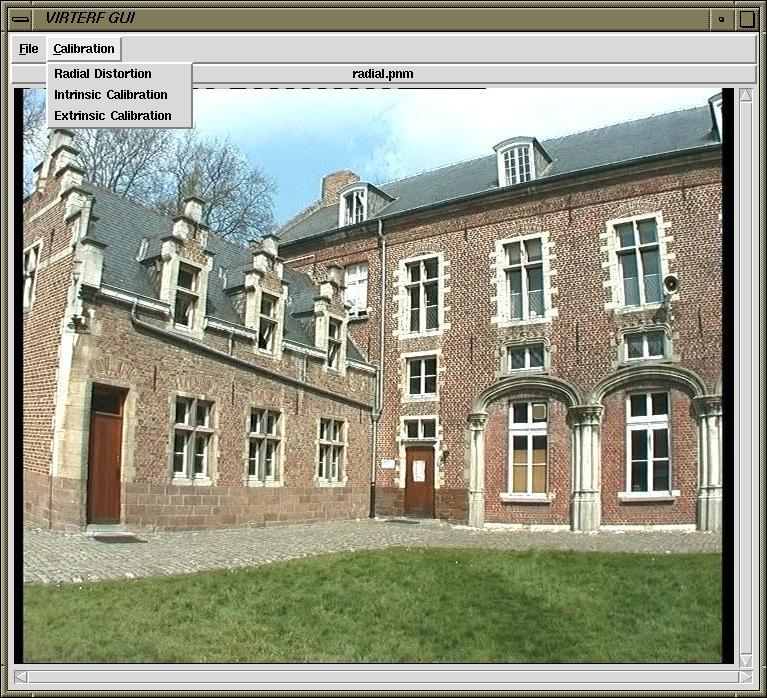 VIRTERF GUI
File Calibration
radial.pnm
Radial Distortion
Intrinsic Calibration
Extrinsic Calibration